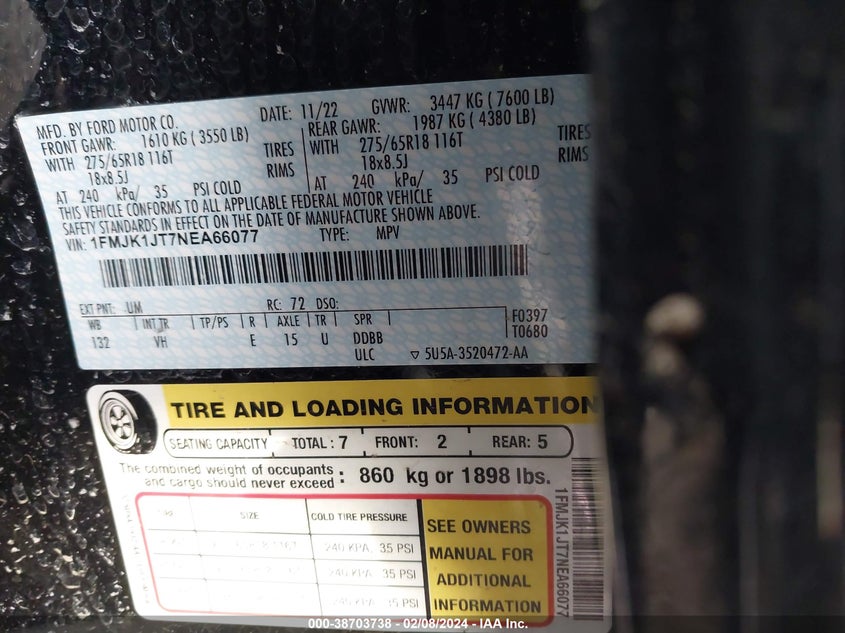 MFD. BY FORD MOTOR CO. DATE: 11/22 GVWR: 3447 KG ( 7600 LB)
FRONT GAWR: 1610 KG ( 3550 LB) REAR GAWR: 1987 KG ( 4380 LB)
WITH 275/65R18 116T TIRES WITH 275/65R18 116T TIRES
18x8.5J RIMS 18x8.5J RIMS
AT 240 kPa/ 35 PSI COLD AT 240 kPa/ 35 PSI COLD
THIS VEHICLE CONFORMS TO ALL APPLICABLE FEDERAL MOTOR VEHICLE
SAFETY STANDARDS IN EFFECT ON THE DATE OF MANUFACTURE SHOWN ABOVE.
VIN: 1FMJK1JT7NEA66077 TYPE: MPV
EXT PNT: UM RC: 72 DSO:
WB INT TR TP/PS R AXLE TR SPR F0397
132 VH E 15 U DDBB T0680
ULC ▽ 5U5A-3520472-AA
TIRE AND LOADING INFORMATION
SEATING CAPACITY TOTAL : 7 FRONT: 2 REAR: 5
The combined weight of occupants
and cargo should never exceed : 860 kg or 1898 lbs.
SIZE COLD TIRE PRESSURE
116T 240 KPA, 35 PSI
240 KPA, 35 PSI
240 KPA, 35 PSI
SEE OWNERS
MANUAL FOR
ADDITIONAL
INFORMATION
1FMJK1JT7NEA66077
000-38703738 - 02/08/2024 - IAA Inc.